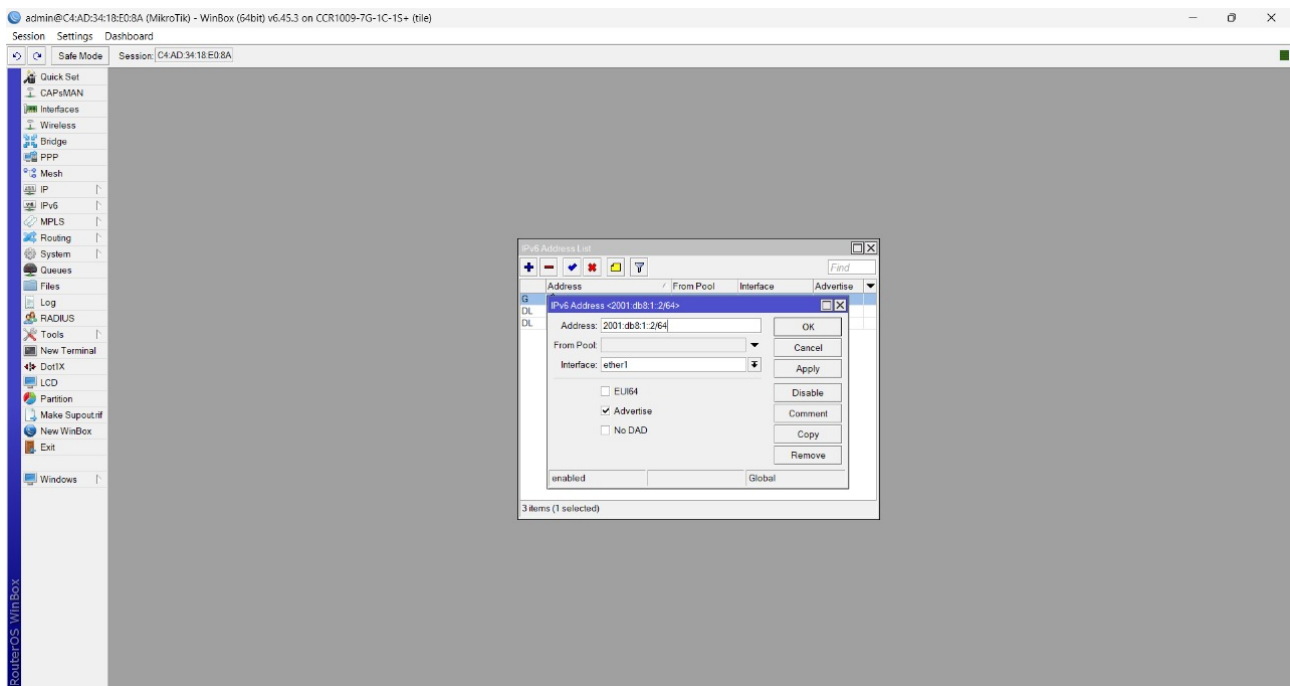 admin@C4:AD:34:18:E0:8A (MikroTik) - WinBox (64bit) v6.45.3 on CCR1009-7G-1C-1S+ (tile)
Session Settings Dashboard
Safe Mode Session: C4:AD:34:18:E0:8A
Quick Set
CAPsMAN
Interfaces
Wireless
Bridge
PPP
Mesh
IP
IPv6
MPLS
Routing
System
Queues
Files
Log
RADIUS
Tools
New Terminal
Dot1X
LCD
Partition
Make Supout.rif
New WinBox
Exit
Windows
RouterOS WinBox
IPv6 Address List
Find
Address From Pool Interface Advertise
G
DL
DL
IPv6 Address <2001:db8:1::2/64>
Address: 2001:db8:1::2/64
From Pool:
Interface: ether1
EUI64
Advertise
No DAD
OK
Cancel
Apply
Disable
Comment
Copy
Remove
enabled Global
3 items (1 selected)